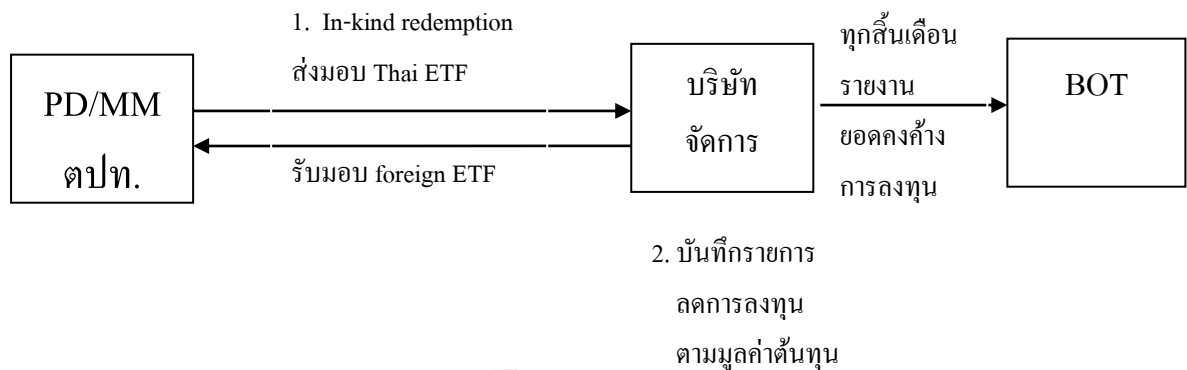 1. In-kind redemption
ส่งมอบ Thai ETF
PD/MM
ตปท.
รับมอบ foreign ETF
บริษัท
จัดการ
ทุกสิ้นเดือน
รายงาน
ยอดคงค้าง
การลงทุน
BOT
2. บันทึกรายการ
ลดการลงทุน
ตามมูลค่าต้นทุน